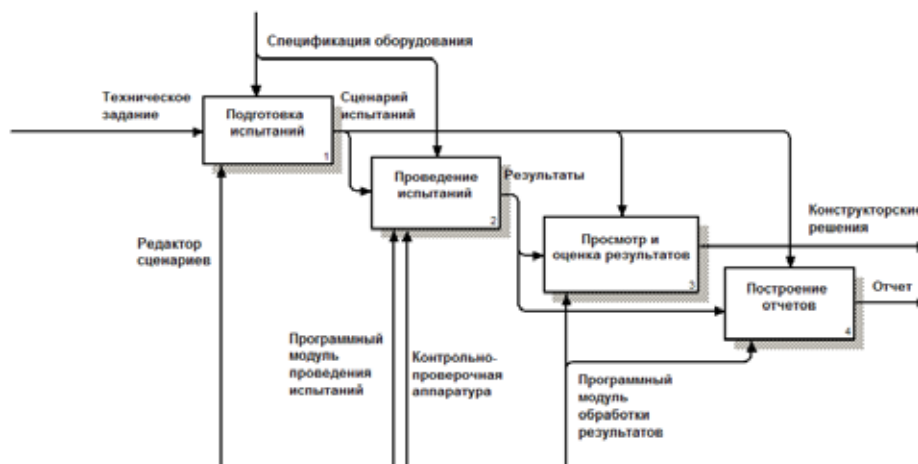 Спецификация оборудования
Техническое
задание
Подготовка
испытаний
1
Сценарий
испытаний
Проведение
испытаний
2
Результаты
Редактор
сценариев
Просмотр и
оценка результатов
3
Конструкторские
решения
Построение
отчетов
4
Отчет
Программный
модуль
проведения
испытаний
Контрольно-
проверочная
аппаратура
Программный
модуль
обработки
результатов